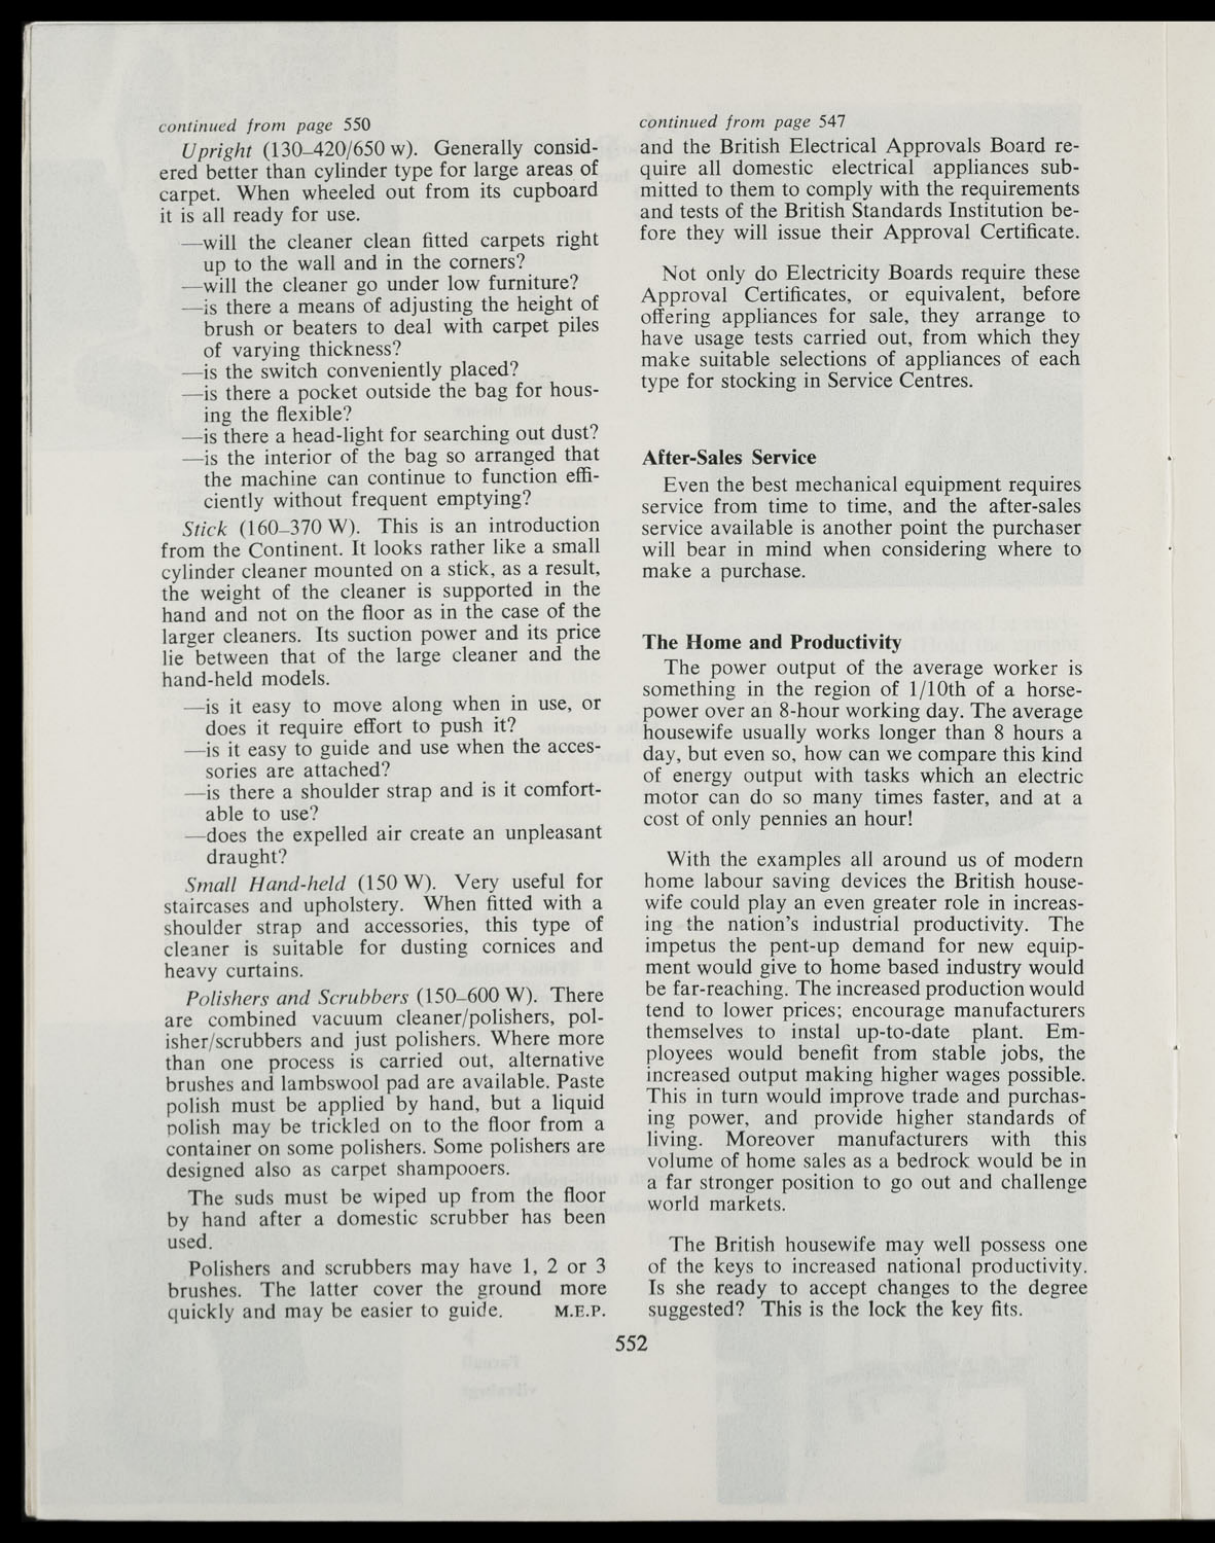 continued from page 550
Upright (130–420/650 w). Generally consid-
ered better than cylinder type for large areas of
carpet. When wheeled out from its cupboard
it is all ready for use.
—will the cleaner clean fitted carpets right
up to the wall and in the corners?
—will the cleaner go under low furniture?
—is there a means of adjusting the height of
brush or beaters to deal with carpet piles
of varying thickness?
—is the switch conveniently placed?
—is there a pocket outside the bag for hous-
ing the flexible?
—is there a head-light for searching out dust?
—is the interior of the bag so arranged that
the machine can continue to function effi-
ciently without frequent emptying?
Stick (160–370 W). This is an introduction
from the Continent. It looks rather like a small
cylinder cleaner mounted on a stick, as a result,
the weight of the cleaner is supported in the
hand and not on the floor as in the case of the
larger cleaners. Its suction power and its price
lie between that of the large cleaner and the
hand-held models.
—is it easy to move along when in use, or
does it require effort to push it?
—is it easy to guide and use when the acces-
sories are attached?
—is there a shoulder strap and is it comfort-
able to use?
—does the expelled air create an unpleasant
draught?
Small Hand-held (150 W). Very useful for
staircases and upholstery. When fitted with a
shoulder strap and accessories, this type of
cleaner is suitable for dusting cornices and
heavy curtains.
Polishers and Scrubbers (150–600 W). There
are combined vacuum cleaner/polishers, pol-
isher/scrubbers and just polishers. Where more
than one process is carried out, alternative
brushes and lambswool pad are available. Paste
polish must be applied by hand, but a liquid
polish may be trickled on to the floor from a
container on some polishers. Some polishers are
designed also as carpet shampooers.
The suds must be wiped up from the floor
by hand after a domestic scrubber has been
used.
Polishers and scrubbers may have 1, 2 or 3
brushes. The latter cover the ground more
quickly and may be easier to guide. M.E.P.
continued from page 547
and the British Electrical Approvals Board re-
quire all domestic electrical appliances sub-
mitted to them to comply with the requirements
and tests of the British Standards Institution be-
fore they will issue their Approval Certificate.
Not only do Electricity Boards require these
Approval Certificates, or equivalent, before
offering appliances for sale, they arrange to
have usage tests carried out, from which they
make suitable selections of appliances of each
type for stocking in Service Centres.
After-Sales Service
Even the best mechanical equipment requires
service from time to time, and the after-sales
service available is another point the purchaser
will bear in mind when considering where to
make a purchase.
The Home and Productivity
The power output of the average worker is
something in the region of 1/10th of a horse-
power over an 8-hour working day. The average
housewife usually works longer than 8 hours a
day, but even so, how can we compare this kind
of energy output with tasks which an electric
motor can do so many times faster, and at a
cost of only pennies an hour!
With the examples all around us of modern
home labour saving devices the British house-
wife could play an even greater role in increas-
ing the nation's industrial productivity. The
impetus the pent-up demand for new equip-
ment would give to home based industry would
be far-reaching. The increased production would
tend to lower prices; encourage manufacturers
themselves to instal up-to-date plant. Em-
ployees would benefit from stable jobs, the
increased output making higher wages possible.
This in turn would improve trade and purchas-
ing power, and provide higher standards of
living. Moreover manufacturers with this
volume of home sales as a bedrock would be in
a far stronger position to go out and challenge
world markets.
The British housewife may well possess one
of the keys to increased national productivity.
Is she ready to accept changes to the degree
suggested? This is the lock the key fits.
552